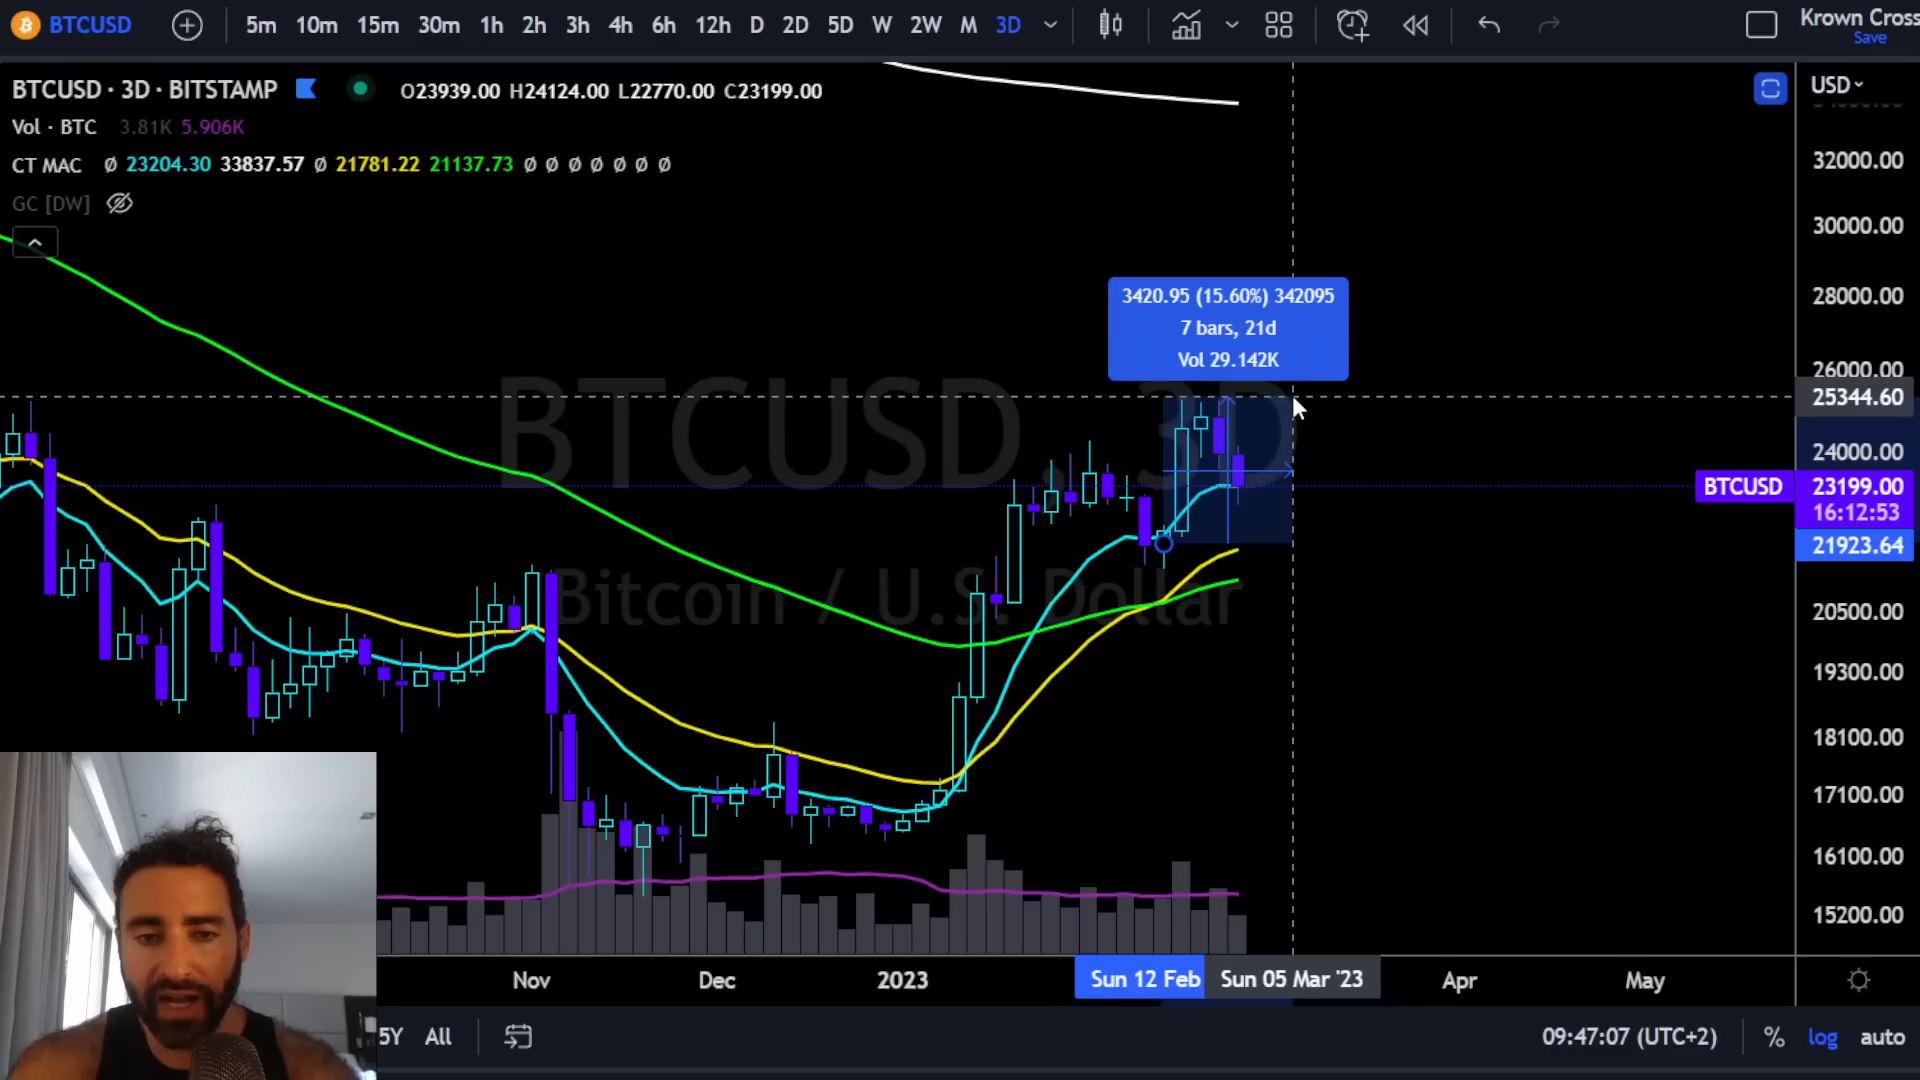 BTCUSD 5m 10m 15m 30m 1h 2h 3h 4h 6h 12h D 2D 5D W 2W M 3D Krown Cross
Save
BTCUSD · 3D · BITSTAMP O23939.00 H24124.00 L22770.00 C23199.00 USD
Vol · BTC 3.81K 5.906K
CT MAC Ø 23204.30 33837.57 Ø 21781.22 21137.73 Ø Ø Ø Ø Ø Ø Ø
GC [DW]
32000.00
30000.00
28000.00
3420.95 (15.60%) 342095
7 bars, 21d
Vol 29.142K
26000.00
25344.60
BTCUSD, 3D
24000.00
BTCUSD 23199.00
16:12:53
21923.64
Bitcoin / U.S. Dollar
20500.00
19300.00
18100.00
17100.00
16100.00
15200.00
Nov Dec 2023 Sun 12 Feb Sun 05 Mar '23 Apr May
5Y All 09:47:07 (UTC+2) % log auto